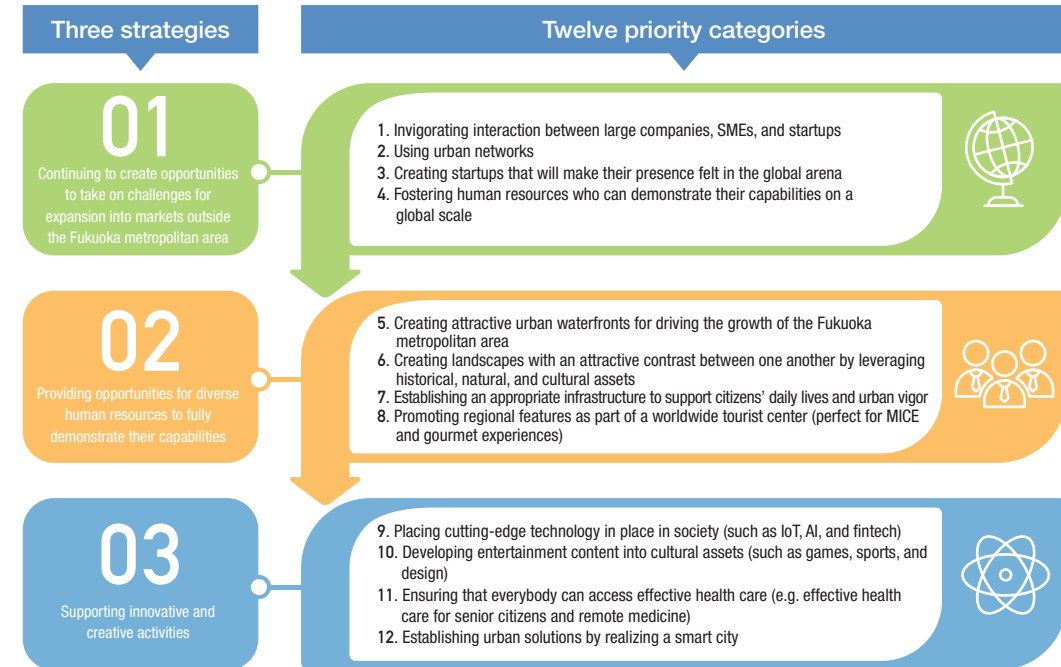 Three strategies
Twelve priority categories
01
Continuing to create opportunities
to take on challenges for
expansion into markets outside
the Fukuoka metropolitan area
1. Invigorating interaction between large companies, SMEs, and startups
2. Using urban networks
3. Creating startups that will make their presence felt in the global arena
4. Fostering human resources who can demonstrate their capabilities on a
global scale
02
Providing opportunities for diverse
human resources to fully
demonstrate their capabilities
5. Creating attractive urban waterfronts for driving the growth of the Fukuoka
metropolitan area
6. Creating landscapes with an attractive contrast between one another by leveraging
historical, natural, and cultural assets
7. Establishing an appropriate infrastructure to support citizens’ daily lives and urban vigor
8. Promoting regional features as part of a worldwide tourist center (perfect for MICE
and gourmet experiences)
03
Supporting innovative and
creative activities
9. Placing cutting-edge technology in place in society (such as IoT, AI, and fintech)
10. Developing entertainment content into cultural assets (such as games, sports, and
design)
11. Ensuring that everybody can access effective health care (e.g. effective health
care for senior citizens and remote medicine)
12. Establishing urban solutions by realizing a smart city